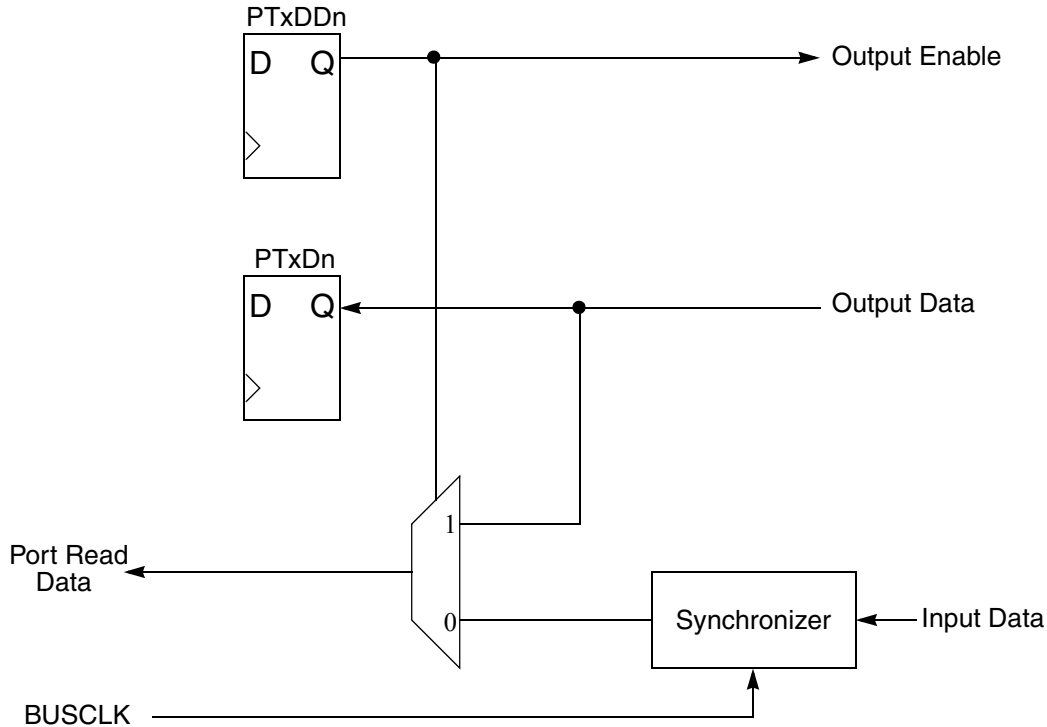 PTxDDn
D Q
Output Enable
PTxDn
D Q
Output Data
1
Port Read
Data
0
Synchronizer
Input Data
BUSCLK